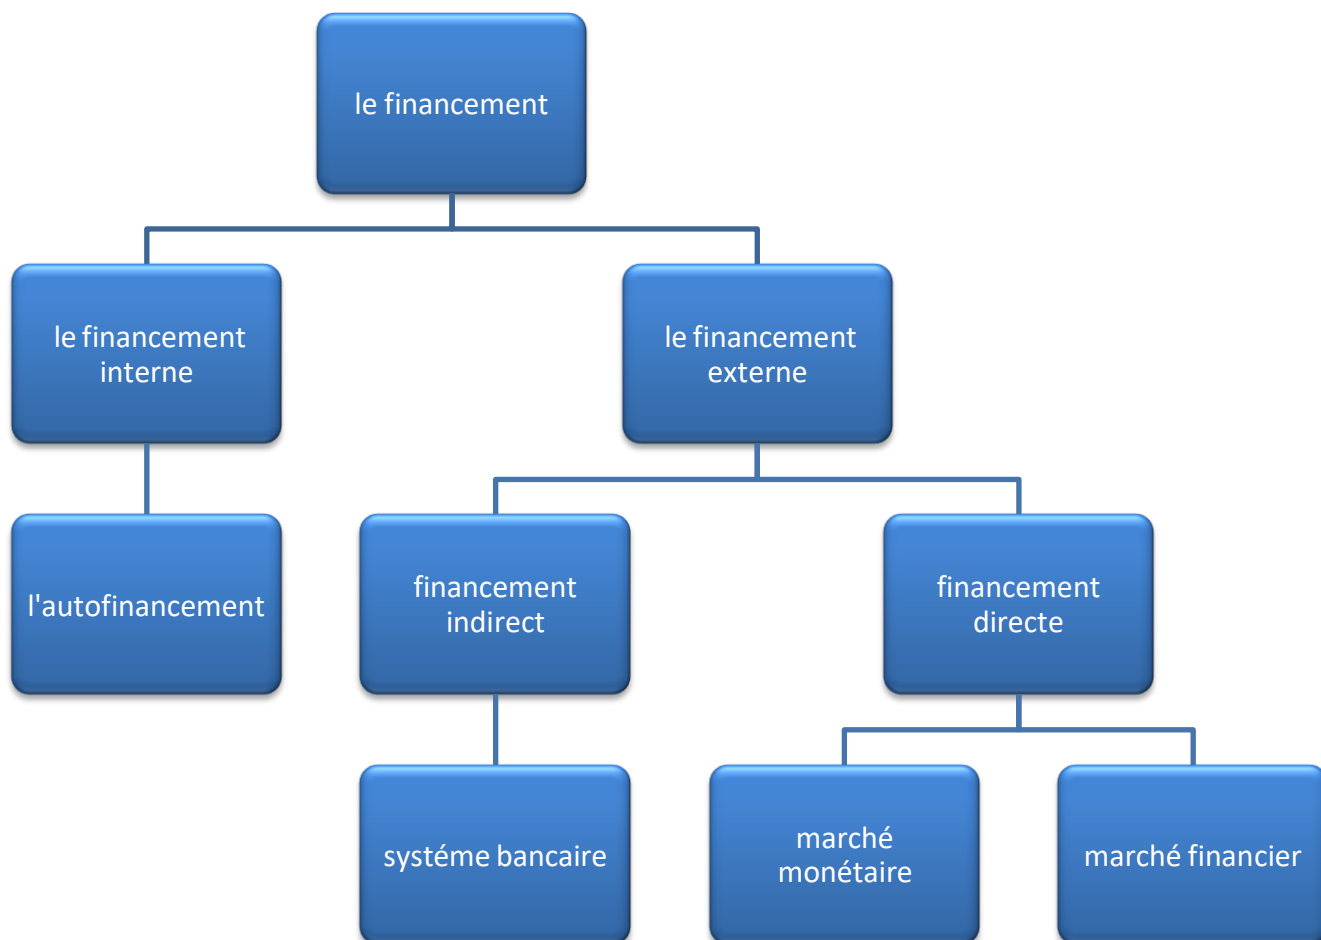 le financement
le financement
interne
le financement
externe
l'autofinancement
financement
indirect
financement
directe
systéme bancaire
marché
monétaire
marché financier